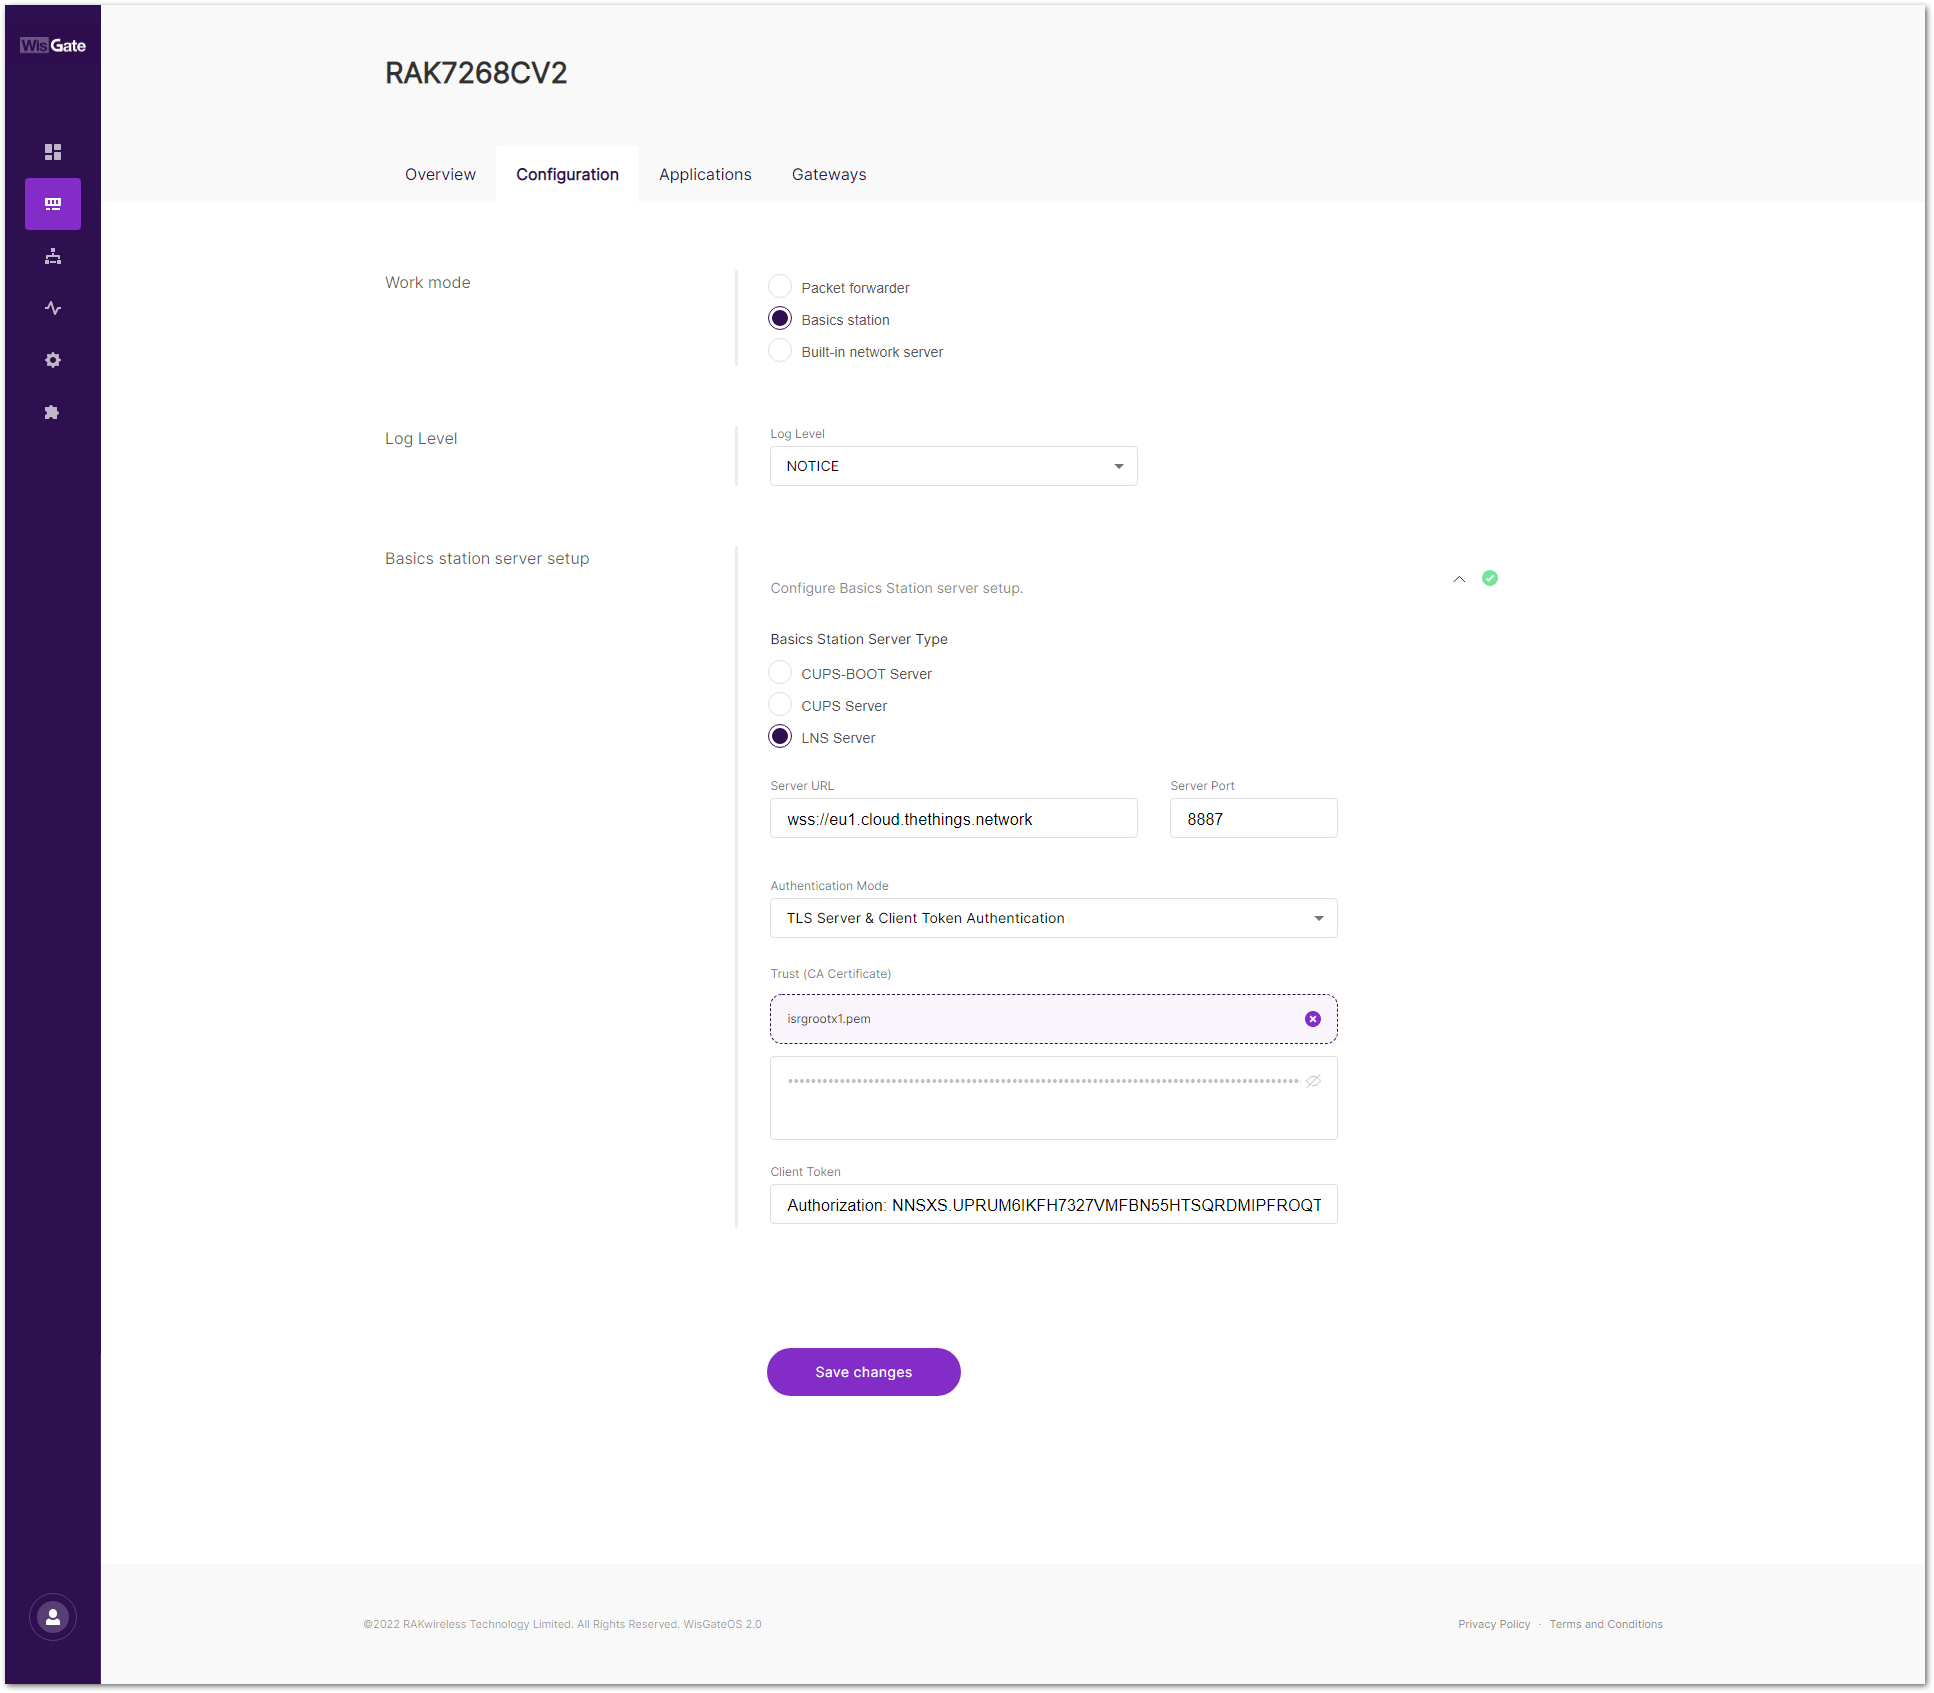 WisGate
RAK7268CV2
Overview Configuration Applications Gateways
Work mode
Packet forwarder
Basics station
Built-in network server
Log Level
Log Level
NOTICE
Basics station server setup
Configure Basics Station server setup.
Basics Station Server Type
CUPS-BOOT Server
CUPS Server
LNS Server
Server URL Server Port
wss://eu1.cloud.thethings.network 8887
Authentication Mode
TLS Server & Client Token Authentication
Trust (CA Certificate)
isrgrootx1.pem
Client Token
Authorization: NNSXS.UPRUM6IKFH7327VMFBN55HTSQRDMIPFROQT
Save changes
©2022 RAKwireless Technology Limited. All Rights Reserved. WisGateOS 2.0
Privacy Policy · Terms and Conditions